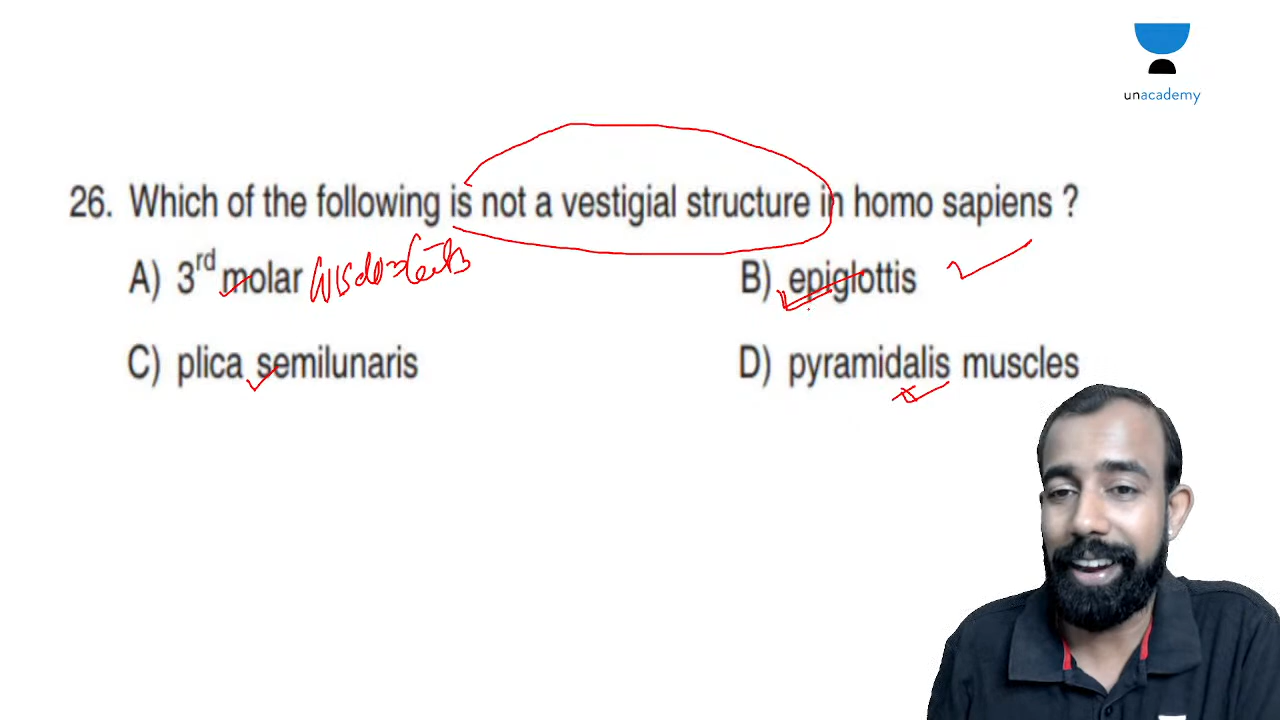 unacademy
26. Which of the following is not a vestigial structure in homo sapiens ?
A) 3rd molar
B) epiglottis
C) plica semilunaris
D) pyramidalis muscles